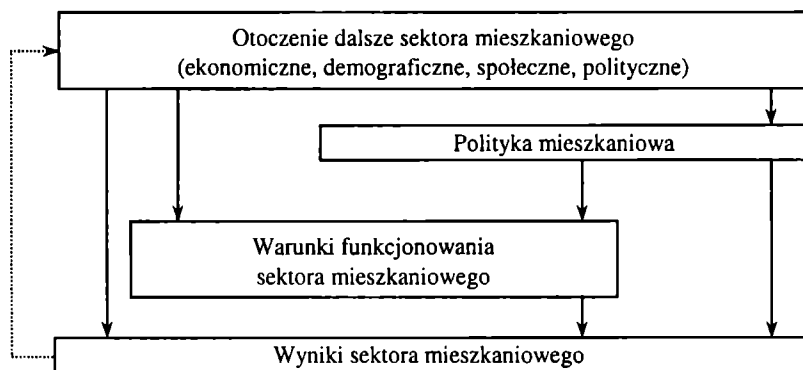 Otoczenie dalsze sektora mieszkaniowego
(ekonomiczne, demograficzne, społeczne, polityczne)
Polityka mieszkaniowa
Warunki funkcjonowania
sektora mieszkaniowego
Wyniki sektora mieszkaniowego